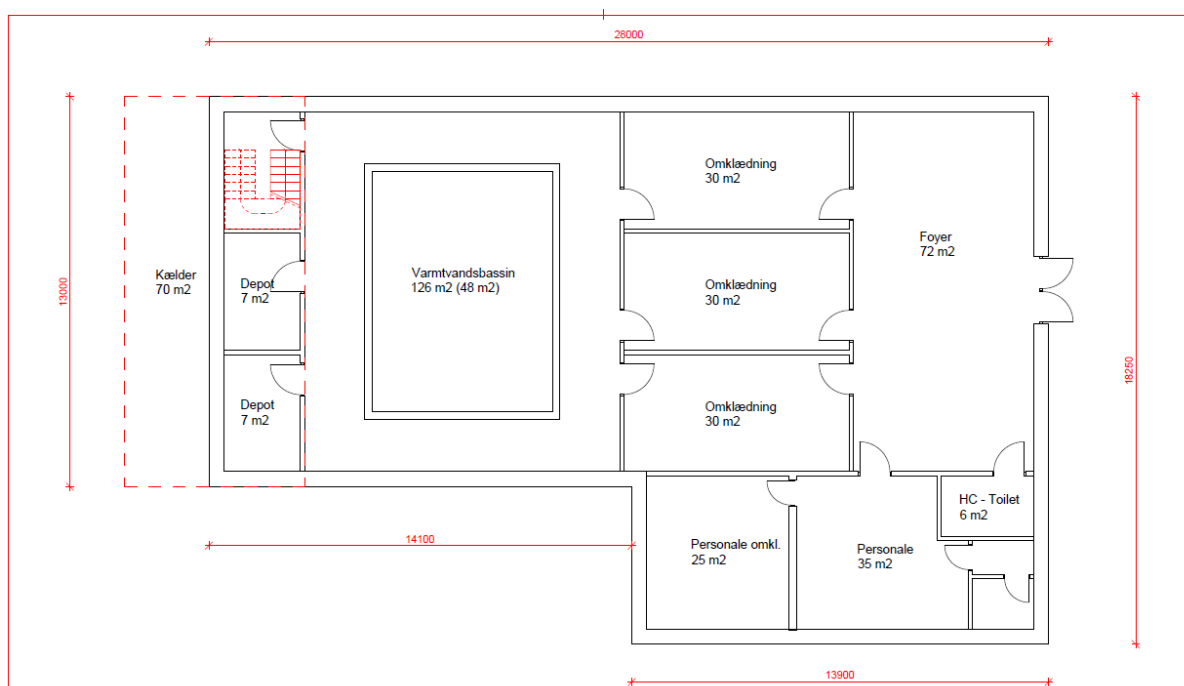 28000
13000
Kælder
70 m2
Depot
7 m2
Depot
7 m2
Varmtvandsbassin
126 m2 (48 m2)
Omklædning
30 m2
Omklædning
30 m2
Omklædning
30 m2
Foyer
72 m2
18250
14100
Personale omkl.
25 m2
Personale
35 m2
HC - Toilet
6 m2
13900